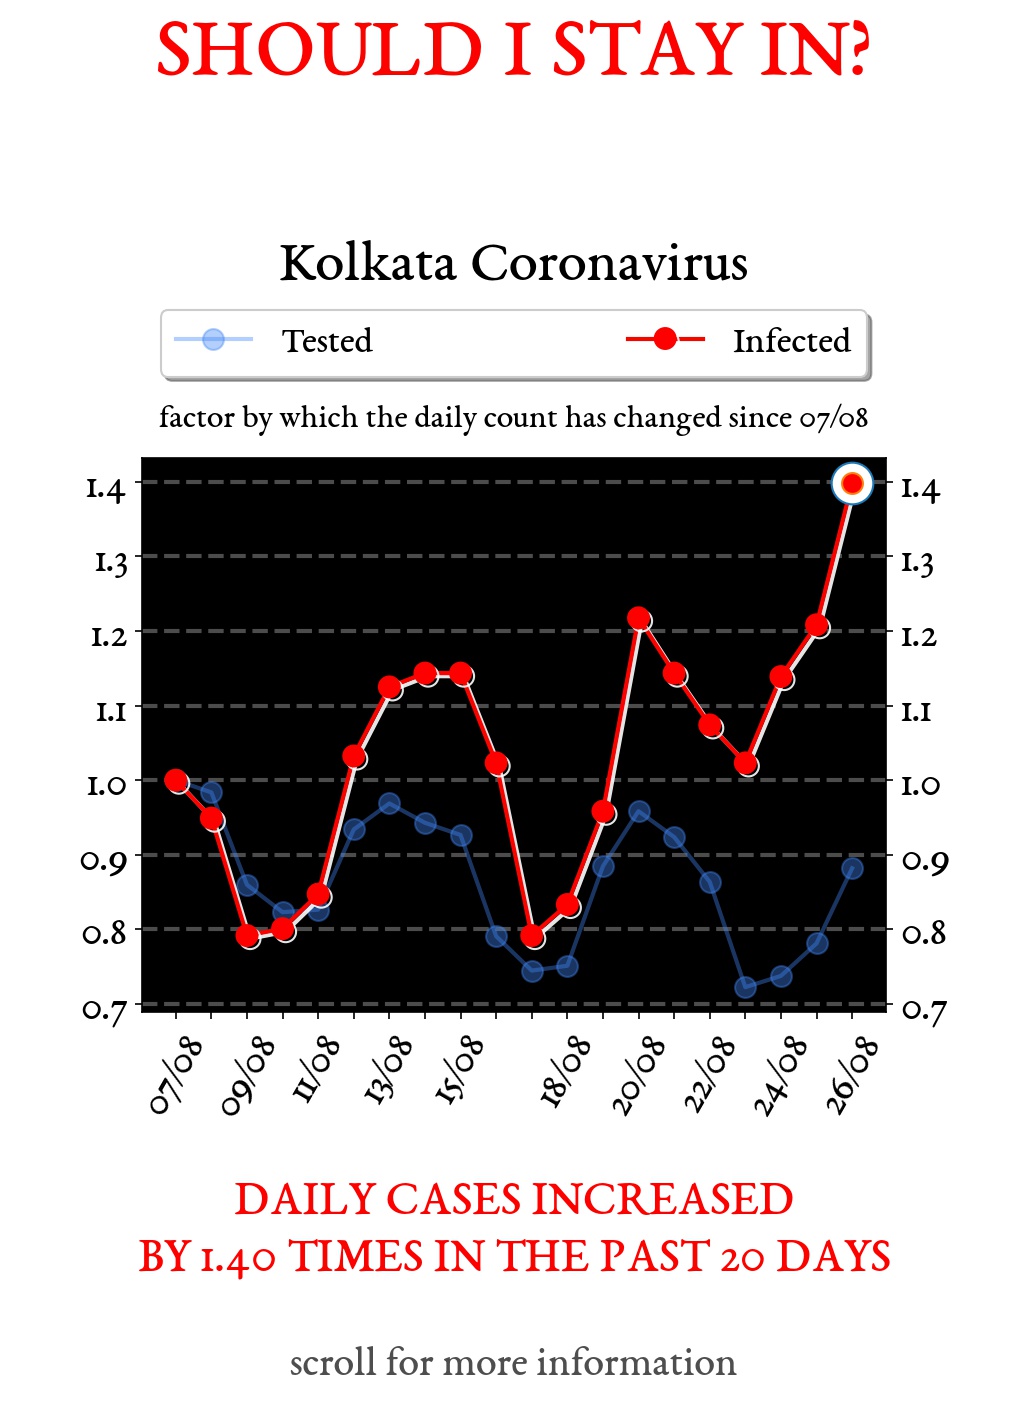 SHOULD I STAY IN?
Kolkata Coronavirus
Tested Infected
factor by which the daily count has changed since 07/08
1.4 1.4
1.3 1.3
1.2 1.2
1.1 1.1
1.0 1.0
0.9 0.9
0.8 0.8
0.7 0.7
07/08 09/08 11/08 13/08 15/08 18/08 20/08 22/08 24/08 26/08
DAILY CASES INCREASED
BY 1.40 TIMES IN THE PAST 20 DAYS
scroll for more information